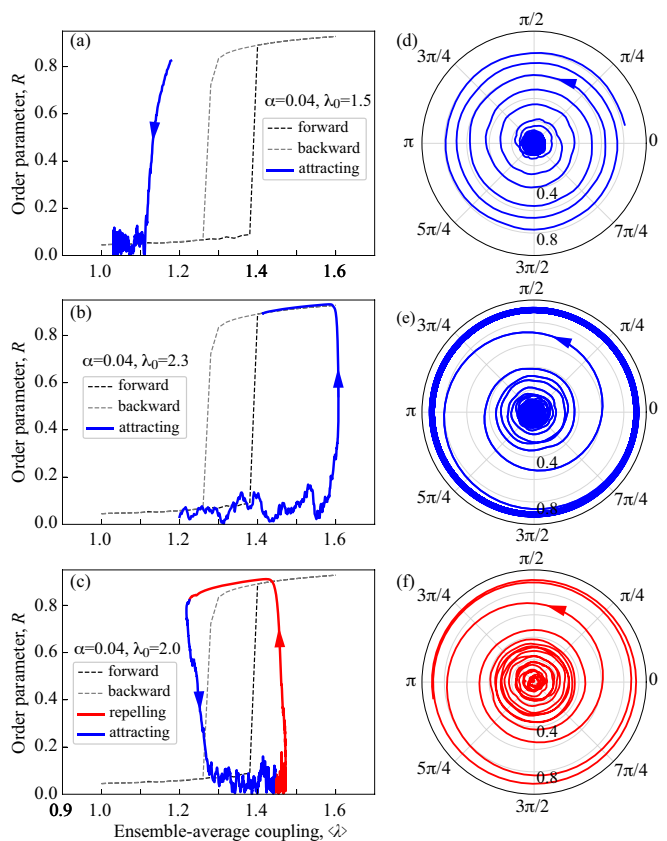 (a)
Order parameter, R
0.8
0.6
0.4
0.2
0.0
α=0.04, λ0=1.5
forward
backward
attracting
1.0
1.2
1.4
1.6
(d)
π/2
3π/4
π/4
π
0
0.4
0.8
5π/4
7π/4
3π/2
(b)
Order parameter, R
0.8
0.6
0.4
0.2
0.0
α=0.04, λ0=2.3
forward
backward
attracting
1.0
1.2
1.4
1.6
(e)
π/2
3π/4
π/4
π
0
0.4
0.8
5π/4
7π/4
3π/2
(c)
Order parameter, R
0.8
0.6
0.4
0.2
0.0
α=0.04, λ0=2.0
forward
backward
repelling
attracting
0.9
1.0
1.2
1.4
1.6
Ensemble-average coupling, ⟨λ⟩
(f)
π/2
3π/4
π/4
π
0
0.4
0.8
5π/4
7π/4
3π/2